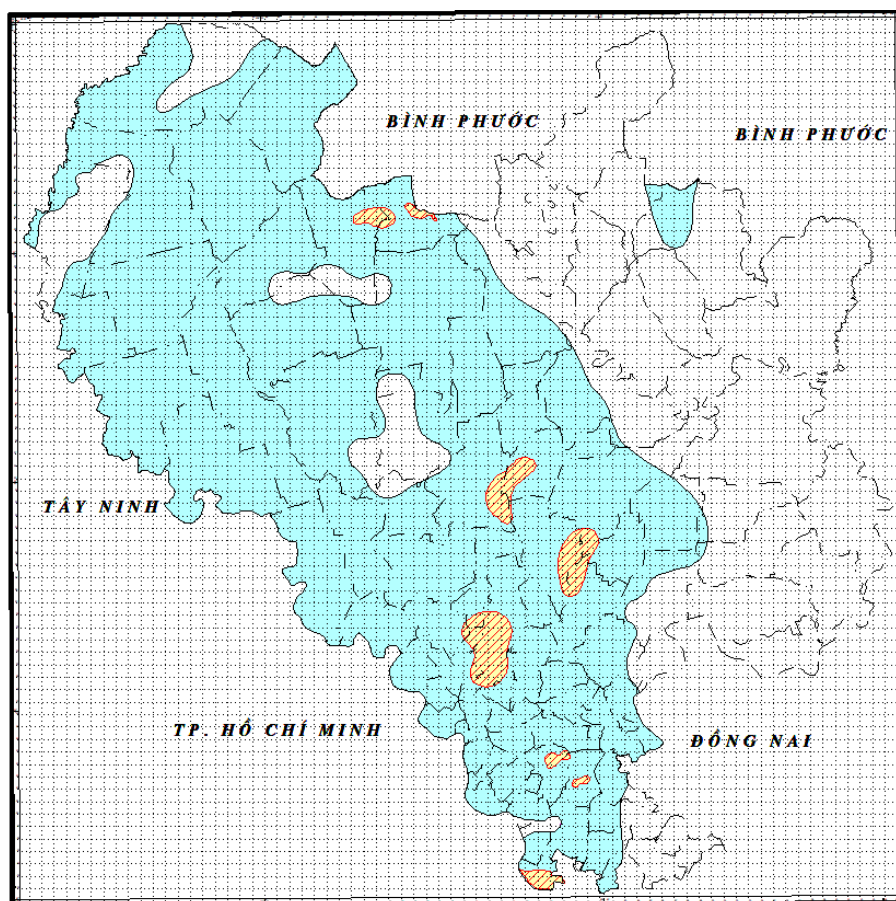 BÌNH PHƯỚC
BÌNH PHƯỚC
TÂY NINH
TP. HỒ CHÍ MINH
ĐỒNG NAI